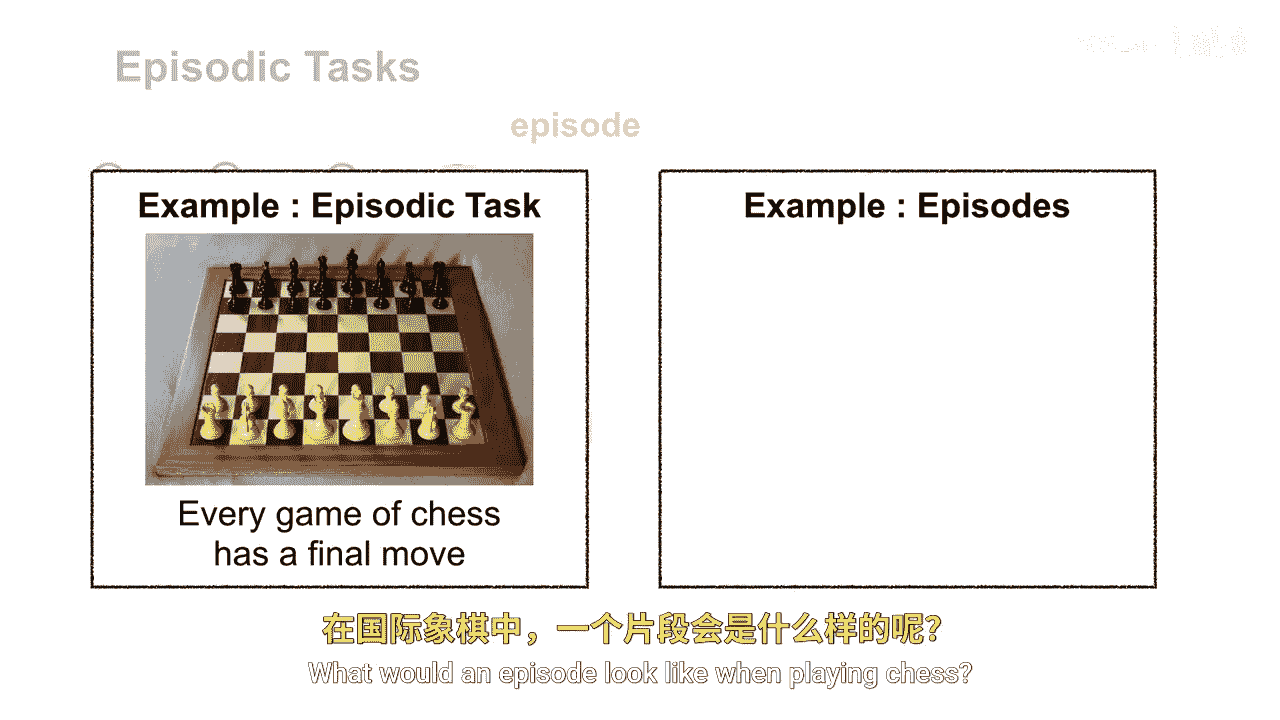 Episodic Tasks
episode
Example : Episodic Task
Every game of chess
has a final move
Example : Episodes
在国际象棋中，一个片段会是什么样的呢？
What would an episode look like when playing chess?